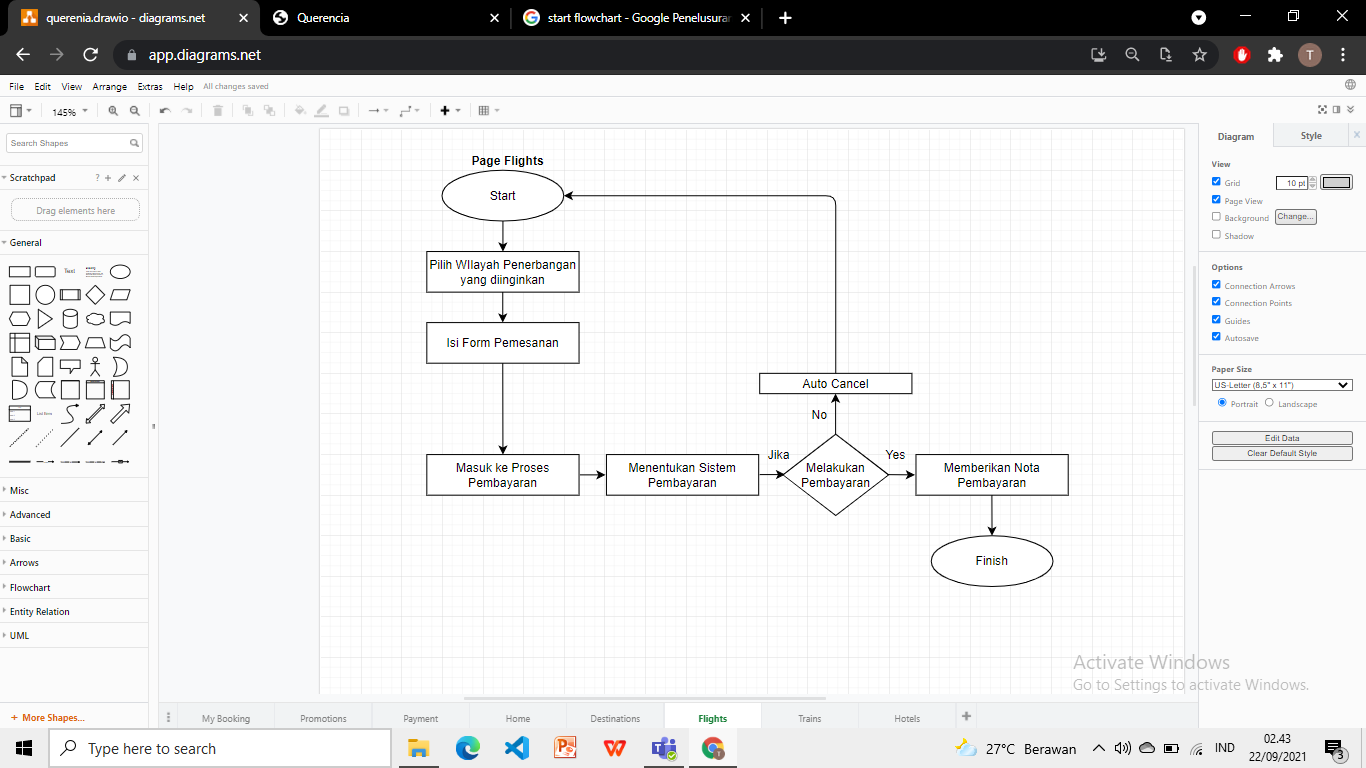 querenia.drawio - diagrams.net
Querencia
start flowchart - Google Penelusuran
app.diagrams.net
T
File Edit View Arrange Extras Help All changes saved
145%
Search Shapes
Scratchpad
Drag elements here
General
Text
List Item
Misc
Advanced
Basic
Arrows
Flowchart
Entity Relation
UML
+ More Shapes...
Page Flights
Start
Pilih WIlayah Penerbangan
yang diinginkan
Isi Form Pemesanan
Masuk ke Proses
Pembayaran
Menentukan Sistem
Pembayaran
Jika
Melakukan
Pembayaran
No
Auto Cancel
Yes
Memberikan Nota
Pembayaran
Finish
Diagram
Style
View
Grid
10 pt
Page View
Background
Change...
Shadow
Options
Connection Arrows
Connection Points
Guides
Autosave
Paper Size
US-Letter (8,5" x 11")
Portrait Landscape
Edit Data
Clear Default Style
Activate Windows
Go to Settings to activate Windows.
My Booking Promotions Payment Home Destinations Flights Trains Hotels
Type here to search
27°C Berawan
IND
02.43
22/09/2021
3